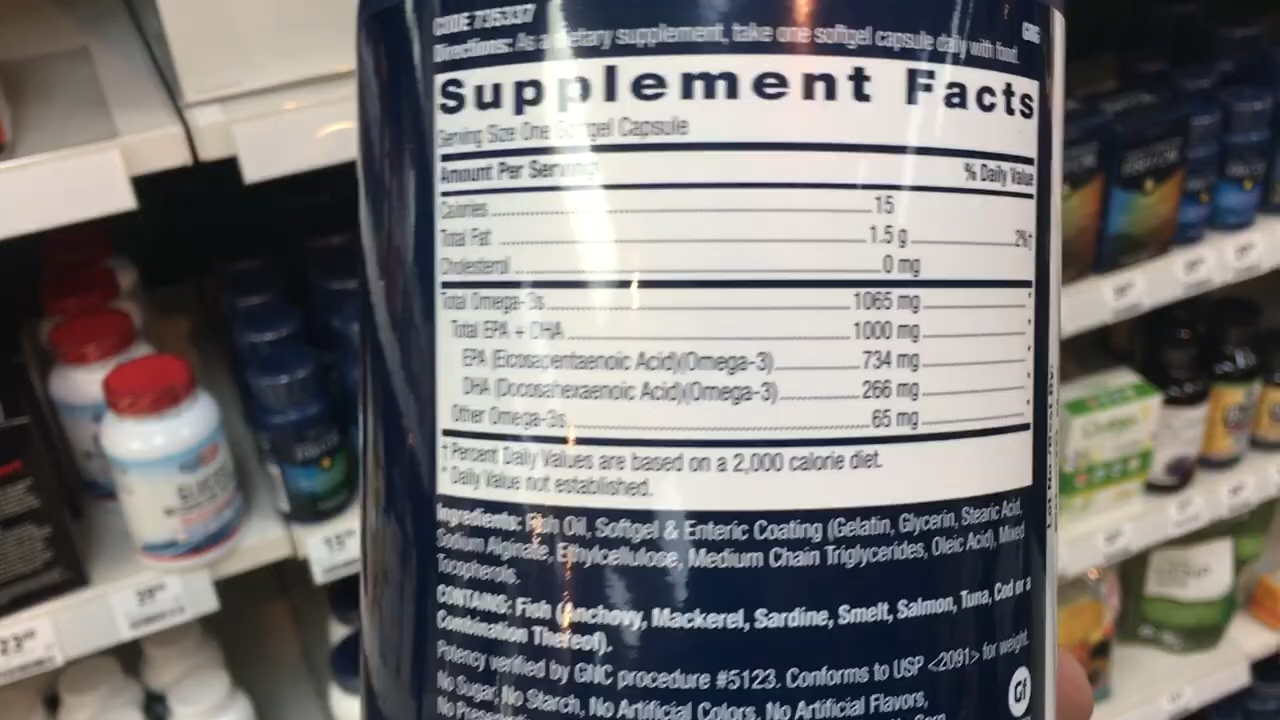 CODE 735337
GNC
Directions: As a dietary supplement, take one softgel capsule daily with food.
Supplement Facts
Serving Size One Softgel Capsule
Amount Per Serving % Daily Value
Calories 15
Total Fat 1.5 g 2%†
Cholesterol 0 mg
Total Omega-3s 1065 mg *
Total EPA + DHA 1000 mg *
EPA (Eicosapentaenoic Acid)(Omega-3) 734 mg *
DHA (Docosahexaenoic Acid)(Omega-3) 266 mg *
Other Omega-3s 65 mg *
† Percent Daily Values are based on a 2,000 calorie diet.
* Daily Value not established.
Ingredients: Fish Oil, Softgel & Enteric Coating (Gelatin, Glycerin, Stearic Acid,
Sodium Alginate, Ethylcellulose, Medium Chain Triglycerides, Oleic Acid), Mixed
Tocopherols.
CONTAINS: Fish (Anchovy, Mackerel, Sardine, Smelt, Salmon, Tuna, Cod or a
Combination Thereof).
Potency verified by GNC procedure #5123. Conforms to USP <2091> for weight.
No Sugar, No Starch, No Artificial Colors, No Artificial Flavors,